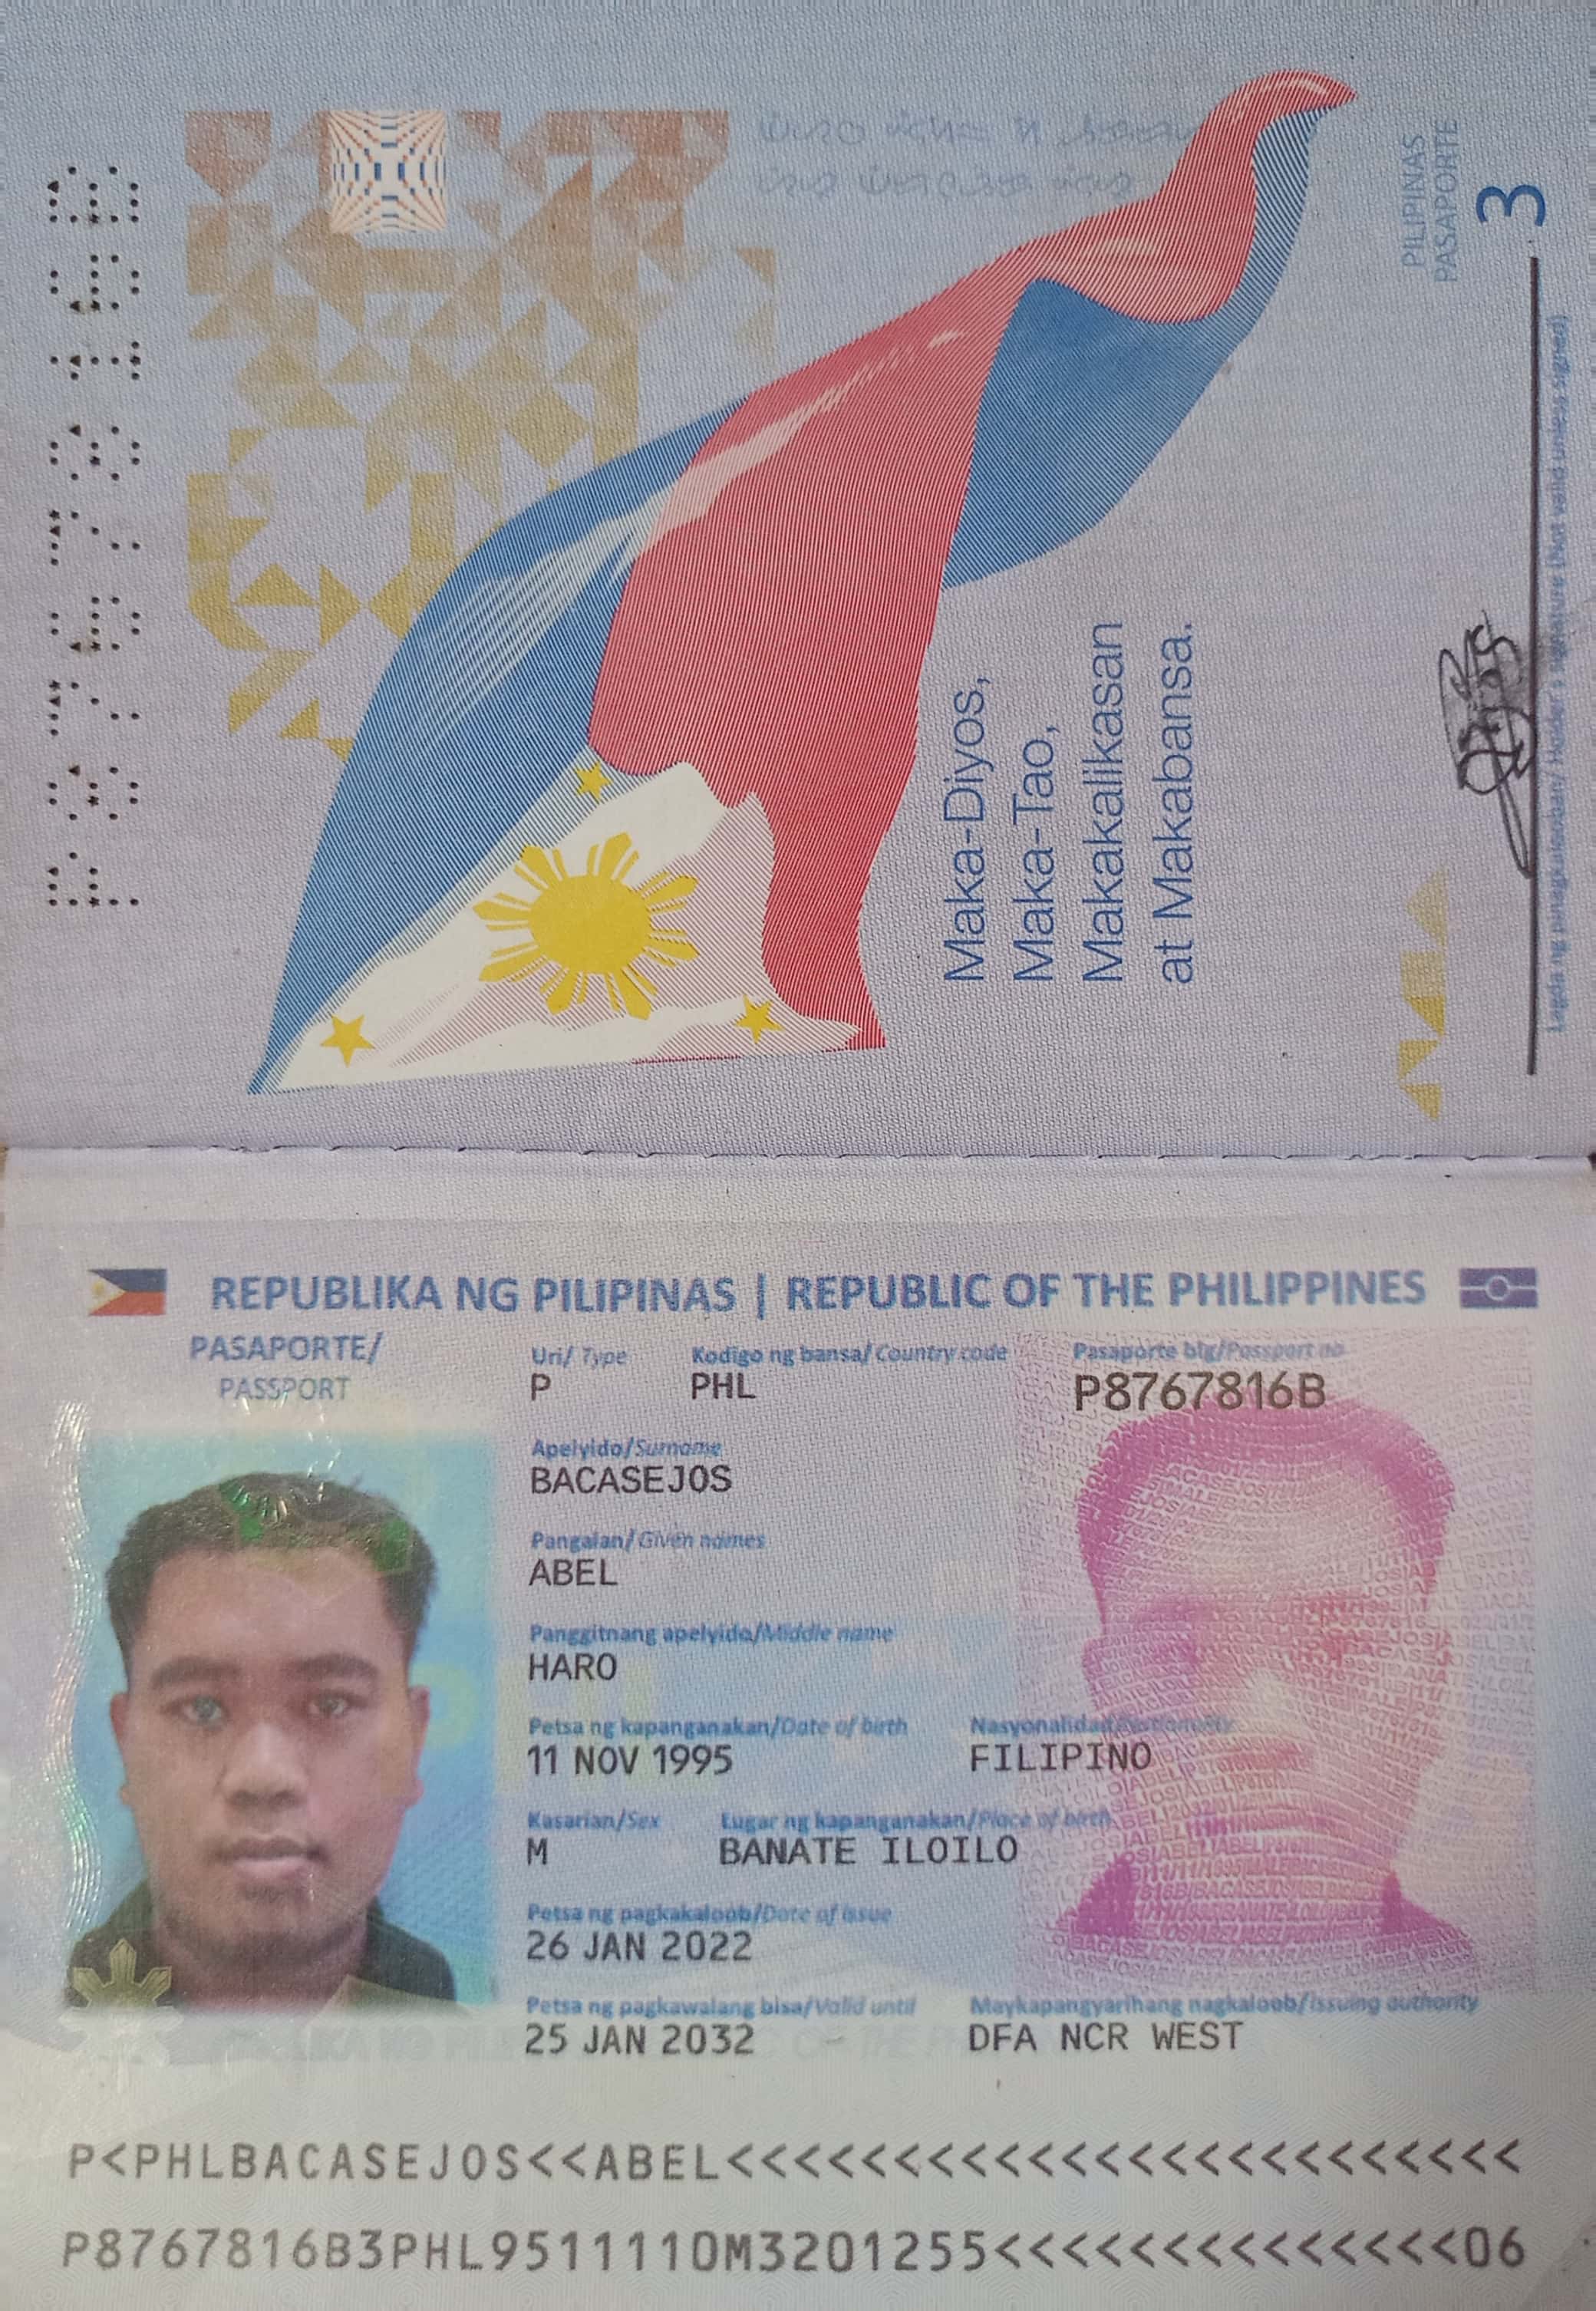 P8767816B
PILIPINAS
PASAPORTE
3
Maka-Diyos,
Maka-Tao,
Makakalikasan
at Makabansa.
Lagda ng pinagkalooban/ Holder's signature (Not valid unless signed)
REPUBLIKA NG PILIPINAS | REPUBLIC OF THE PHILIPPINES
PASAPORTE/
PASSPORT
Uri/ Type
P
Kodigo ng bansa/ Country code
PHL
Pasaporte blg/Passport no
P8767816B
Apelyido/Surname
BACASEJOS
Pangalan/ Given names
ABEL
Panggitnang apelyido/Middle name
HARO
Petsa ng kapanganakan/Date of birth
11 NOV 1995
Nasyonalidad/Nationality
FILIPINO
Kasarian/Sex
M
Lugar ng kapanganakan/Place of birth
BANATE ILOILO
Petsa ng pagkakaloob/Date of issue
26 JAN 2022
Petsa ng pagkawalang bisa/Valid until
25 JAN 2032
Maykapangyarihang nagkaloob/Issuing authority
DFA NCR WEST
P<PHLBACASEJOS<<ABEL<<<<<<<<<<<<<<<<<<<<<<<<
P8767816B3PHL9511110M3201255<<<<<<<<<<<<<<06